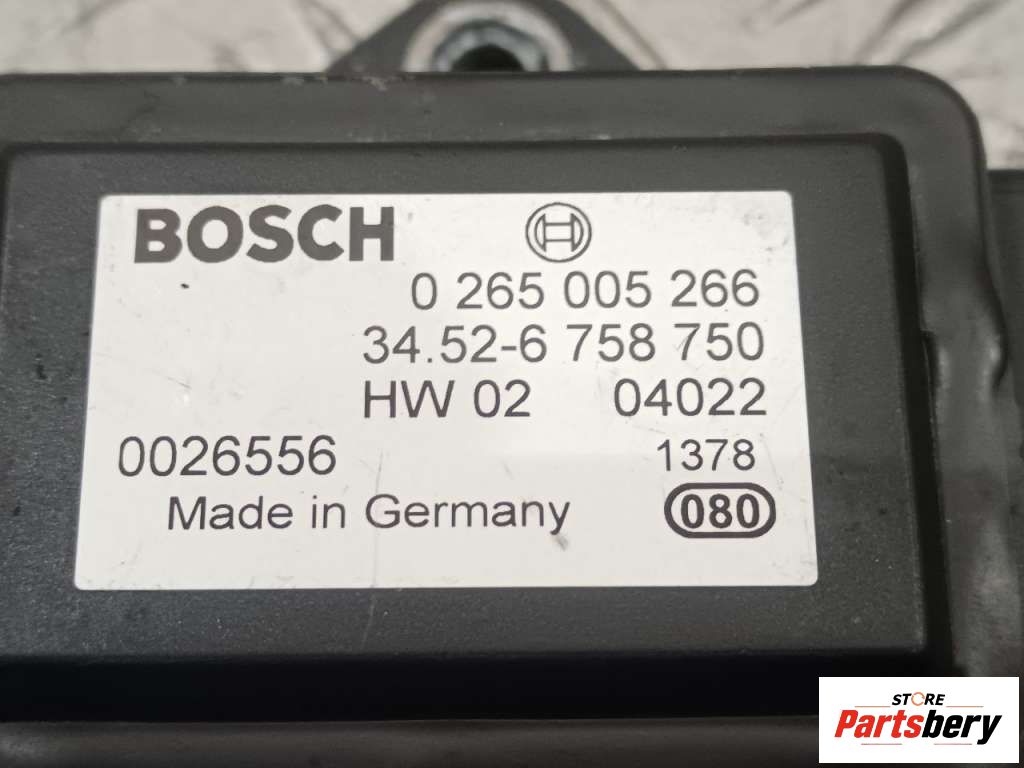 BOSCH
0 265 005 266
34.52-6 758 750
HW 02 04022
0026556 1378
Made in Germany 080
STORE
Partsbery